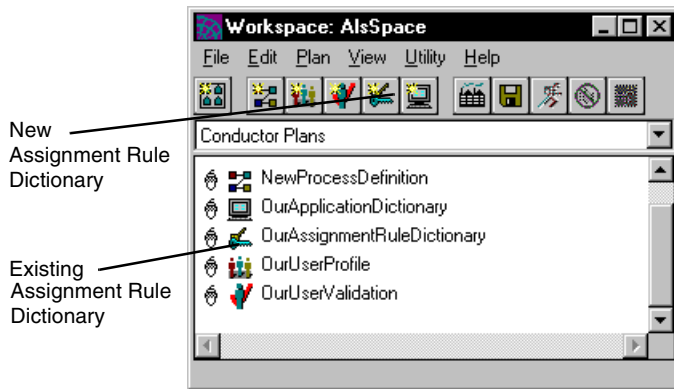 Workspace: AlsSpace
File Edit Plan View Utility Help
New
Assignment Rule
Dictionary
Conductor Plans
NewProcessDefinition
OurApplicationDictionary
OurAssignmentRuleDictionary
Existing
Assignment Rule
Dictionary
OurUserProfile
OurUserValidation